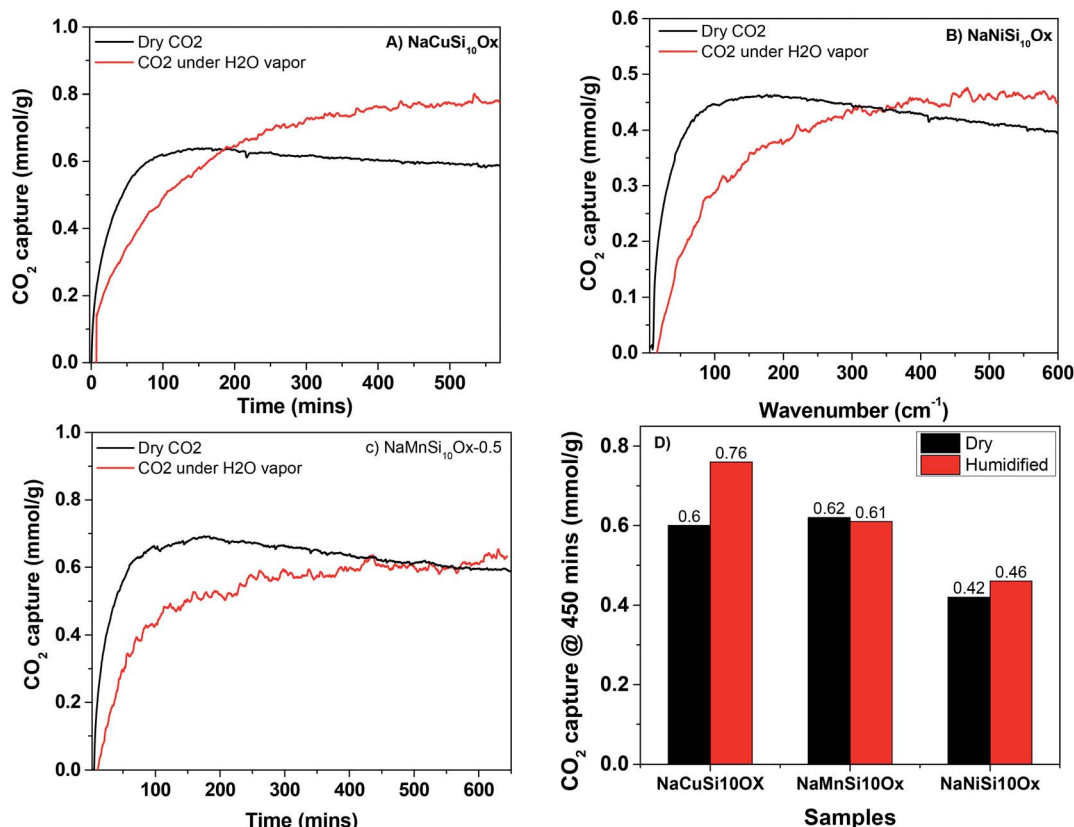 A) NaCuSi₁₀Ox
Dry CO2
CO2 under H2O vapor
CO₂ capture (mmol/g)
1.0
0.8
0.6
0.4
0.2
0.0
0 100 200 300 400 500
Time (mins)
B) NaNiSi₁₀Ox
Dry CO2
CO2 under H2O vapor
CO₂ capture (mmol/g)
0.6
0.5
0.4
0.3
0.2
0.1
0.0
100 200 300 400 500 600
Wavenumber (cm⁻¹)
c) NaMnSi₁₀Ox-0.5
Dry CO2
CO2 under H2O vapor
CO₂ capture (mmol/g)
1.0
0.8
0.6
0.4
0.2
0.0
100 200 300 400 500 600
Time (mins)
D)
Dry
Humidified
CO₂ capture @ 450 mins (mmol/g)
0.8
0.6
0.4
0.2
0.0
0.6 0.76 0.62 0.61 0.42 0.46
NaCuSi10OX NaMnSi10Ox NaNiSi10Ox
Samples